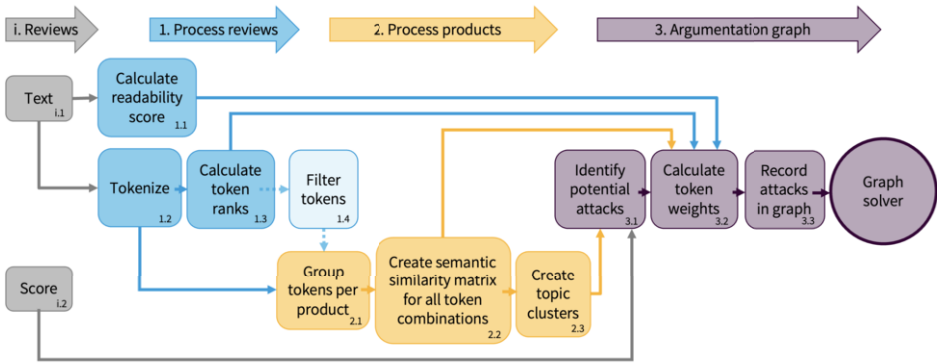 i. Reviews
1. Process reviews
2. Process products
3. Argumentation graph
Text
i.1
Calculate
readability
score
1.1
Tokenize
1.2
Calculate
token
ranks
1.3
Filter
tokens
1.4
Identify
potential
attacks
3.1
Calculate
token
weights
3.2
Record
attacks
in graph
3.3
Graph
solver
Score
i.2
Group
tokens per
product
2.1
Create semantic
similarity matrix
for all token
combinations
2.2
Create
topic
clusters
2.3